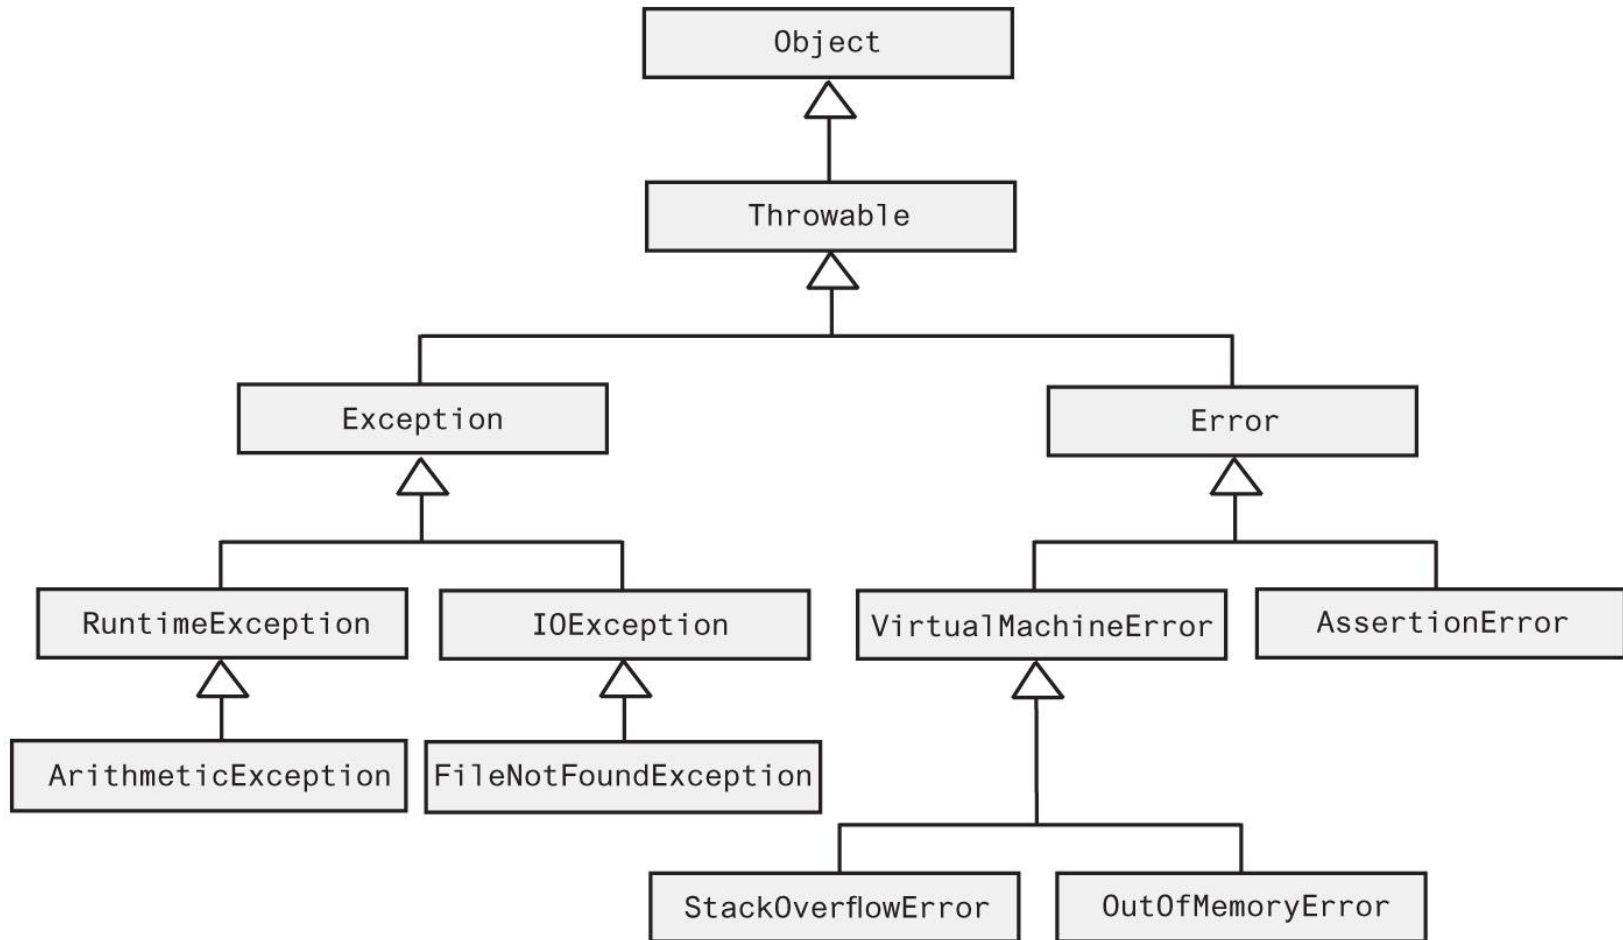 Object
Throwable
Exception
Error
RuntimeException
IOException
VirtualMachineError
AssertionError
ArithmeticException
FileNotFoundException
StackOverflowError
OutOfMemoryError